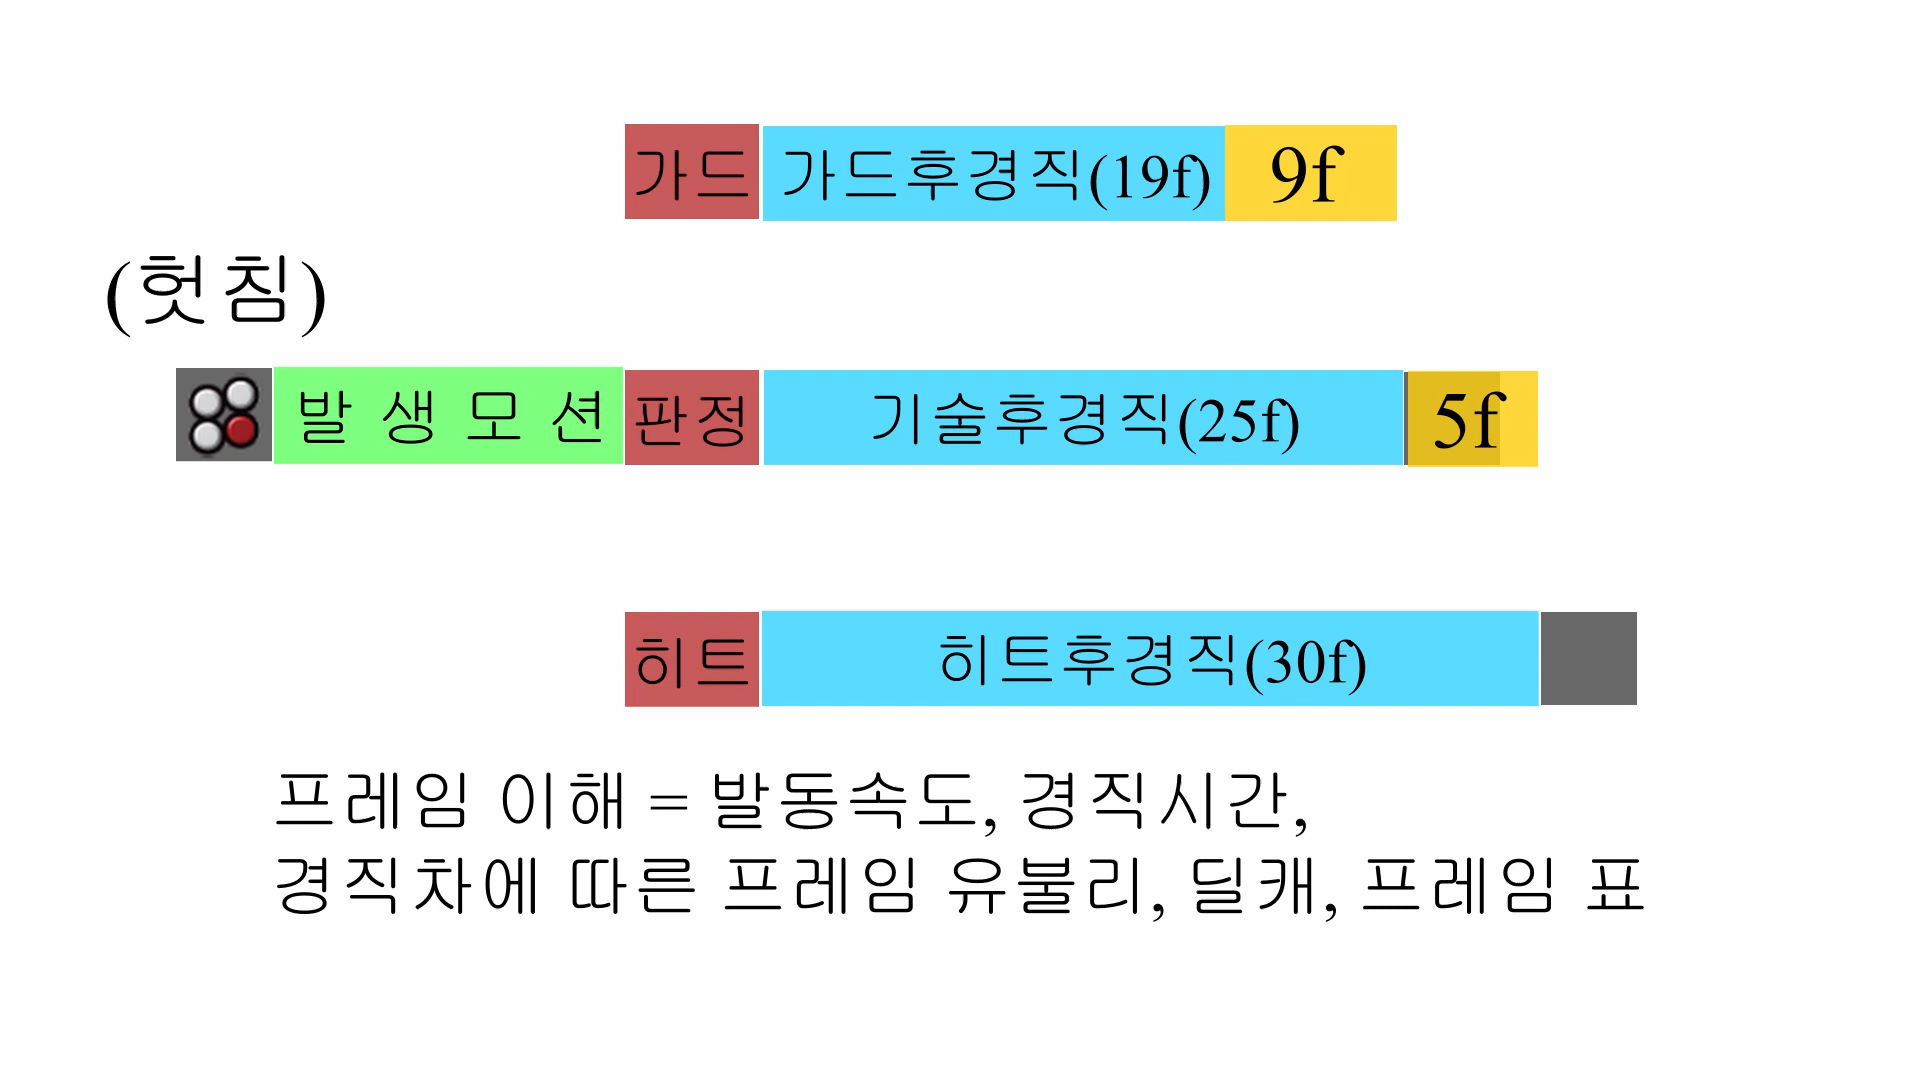 가드 가드후경직(19f) 9f
(헛침)
발 생 모 션 판정 기술후경직(25f) 5f
히트 히트후경직(30f)
프레임 이해 = 발동속도, 경직시간,
경직차에 따른 프레임 유불리, 딜캐, 프레임 표